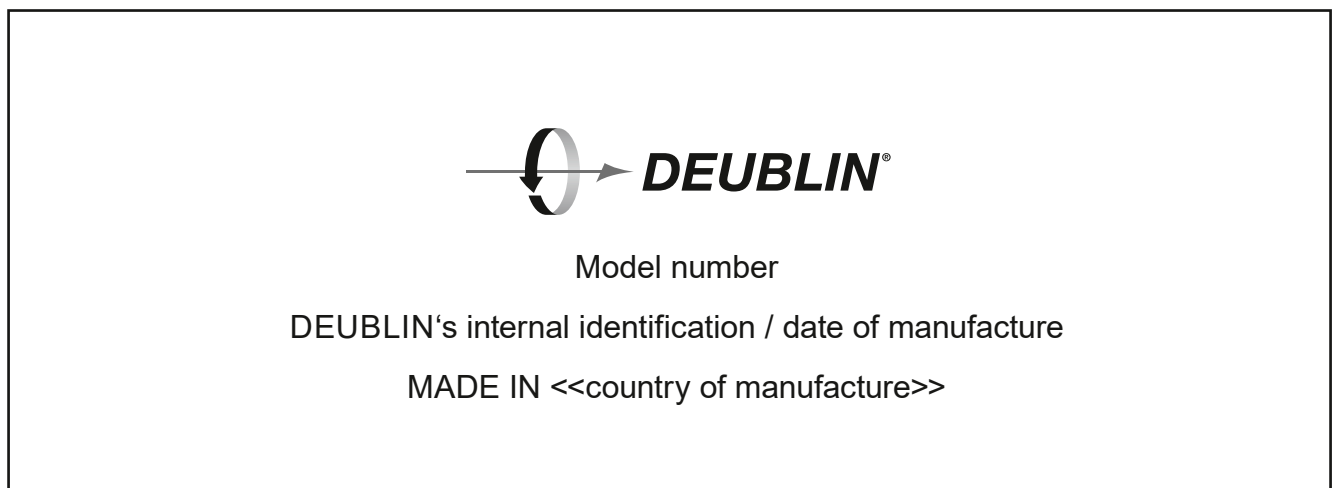 DEUBLIN®
Model number
DEUBLIN‘s internal identification / date of manufacture
MADE IN <<country of manufacture>>